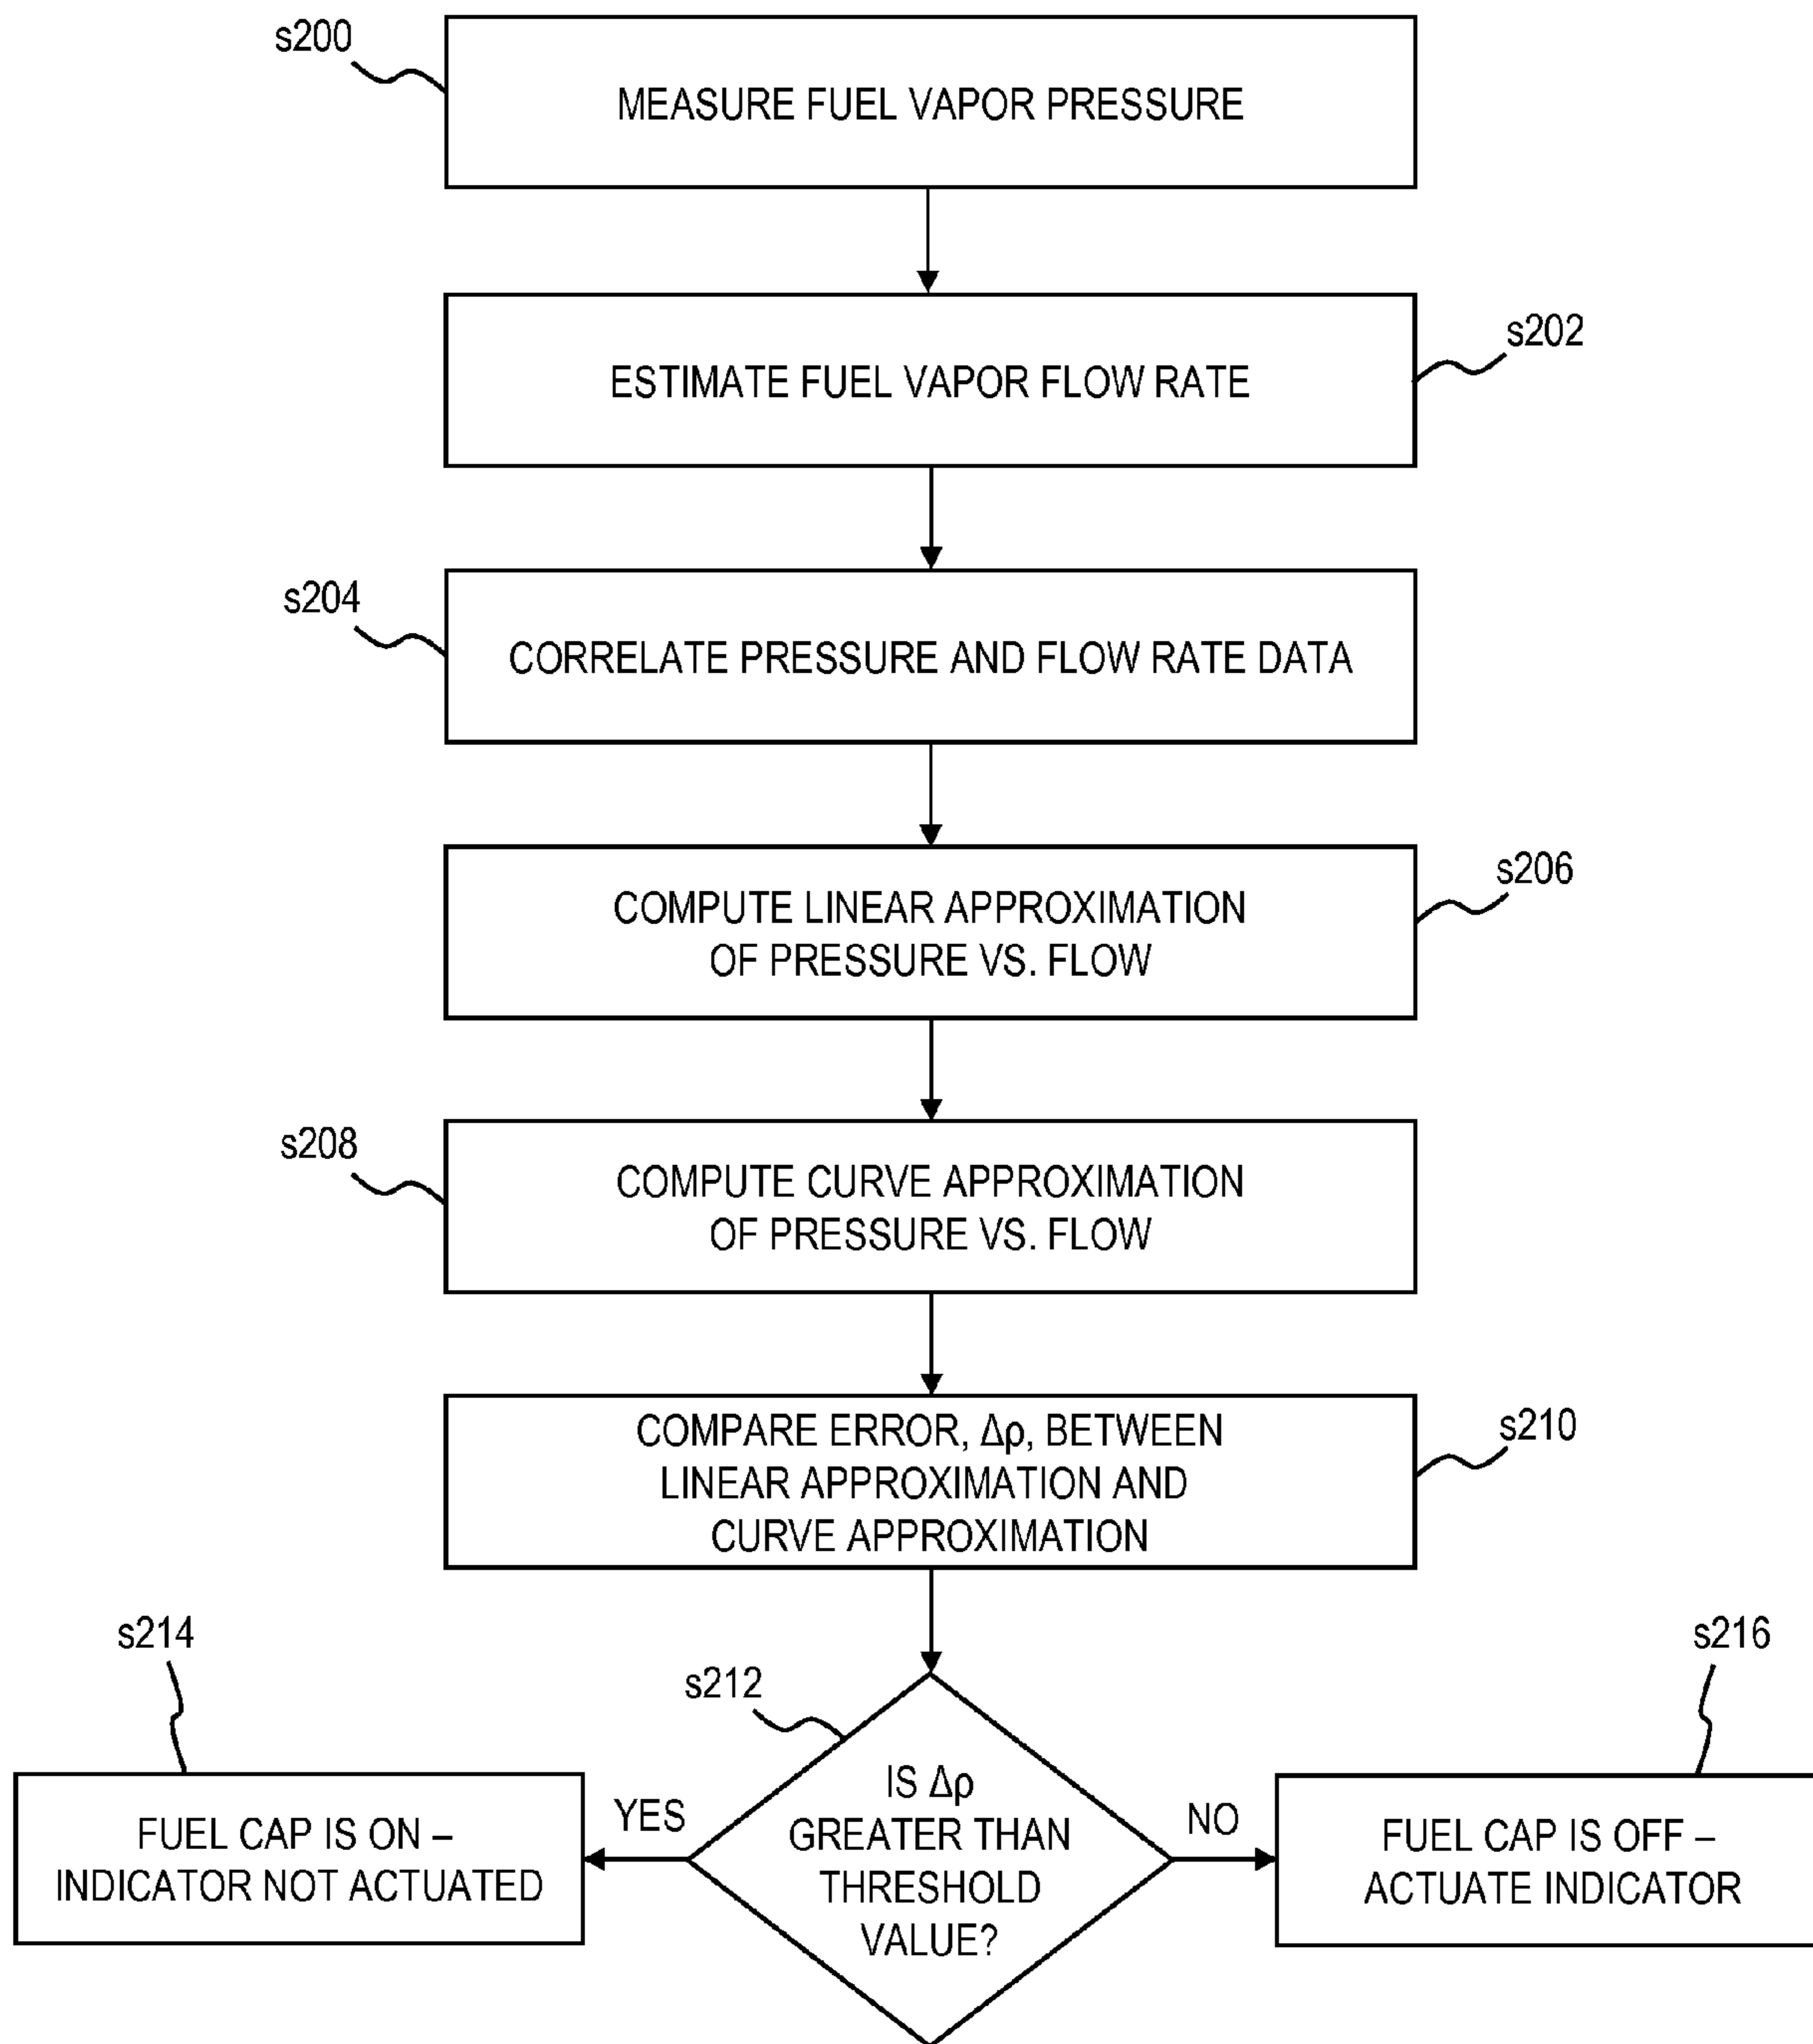 s200
MEASURE FUEL VAPOR PRESSURE
s202
ESTIMATE FUEL VAPOR FLOW RATE
s204
CORRELATE PRESSURE AND FLOW RATE DATA
s206
COMPUTE LINEAR APPROXIMATION
OF PRESSURE VS. FLOW
s208
COMPUTE CURVE APPROXIMATION
OF PRESSURE VS. FLOW
s210
COMPARE ERROR, Δρ, BETWEEN
LINEAR APPROXIMATION AND
CURVE APPROXIMATION
s212
IS Δρ
GREATER THAN
THRESHOLD
VALUE?
YES
s214
FUEL CAP IS ON –
INDICATOR NOT ACTUATED
NO
s216
FUEL CAP IS OFF –
ACTUATE INDICATOR